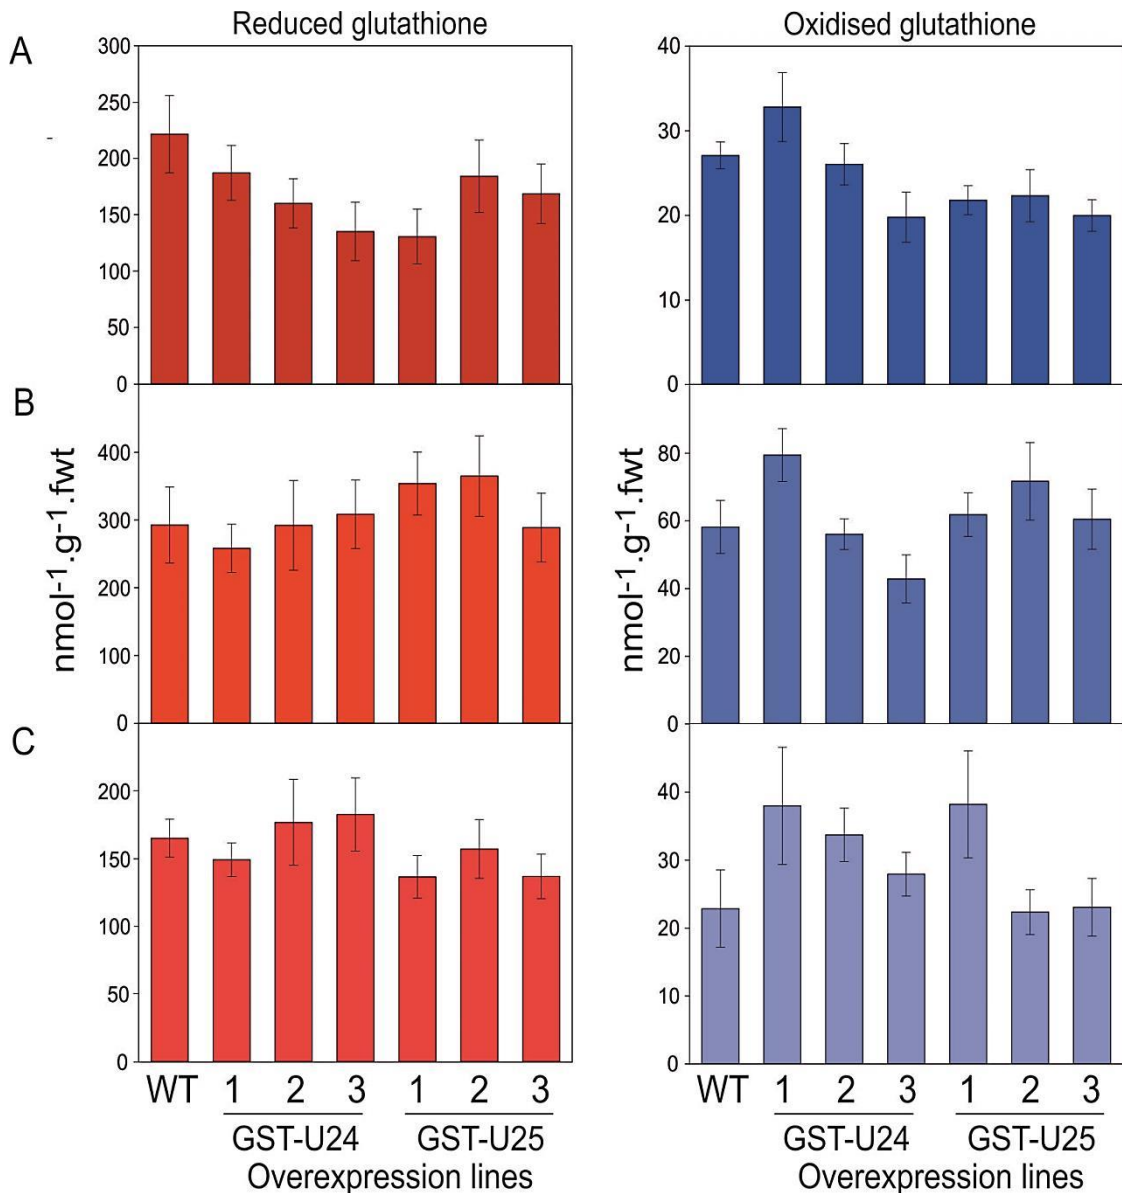 Reduced glutathione
Oxidised glutathione
A
300
250
200
150
100
50
0
40
30
20
10
0
B
nmol⁻¹.g⁻¹.fwt
400
300
200
100
0
nmol⁻¹.g⁻¹.fwt
80
60
40
20
0
C
200
150
100
50
0
40
30
20
10
0
WT 1 2 3 1 2 3
GST-U24 GST-U25
Overexpression lines
WT 1 2 3 1 2 3
GST-U24 GST-U25
Overexpression lines